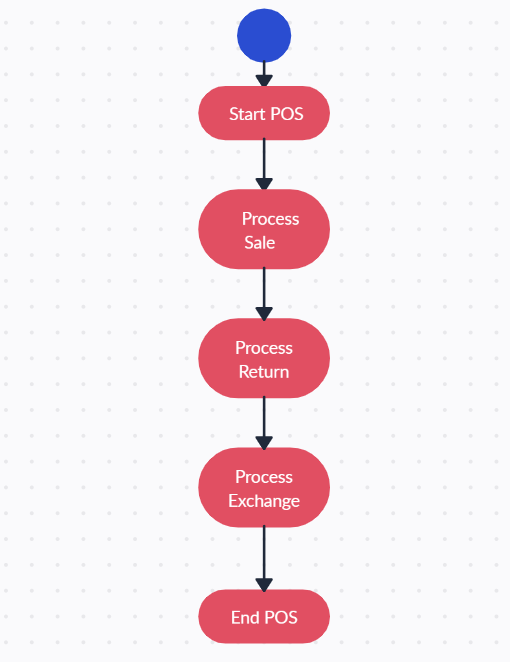 Start POS
Process
Sale
Process
Return
Process
Exchange
End POS